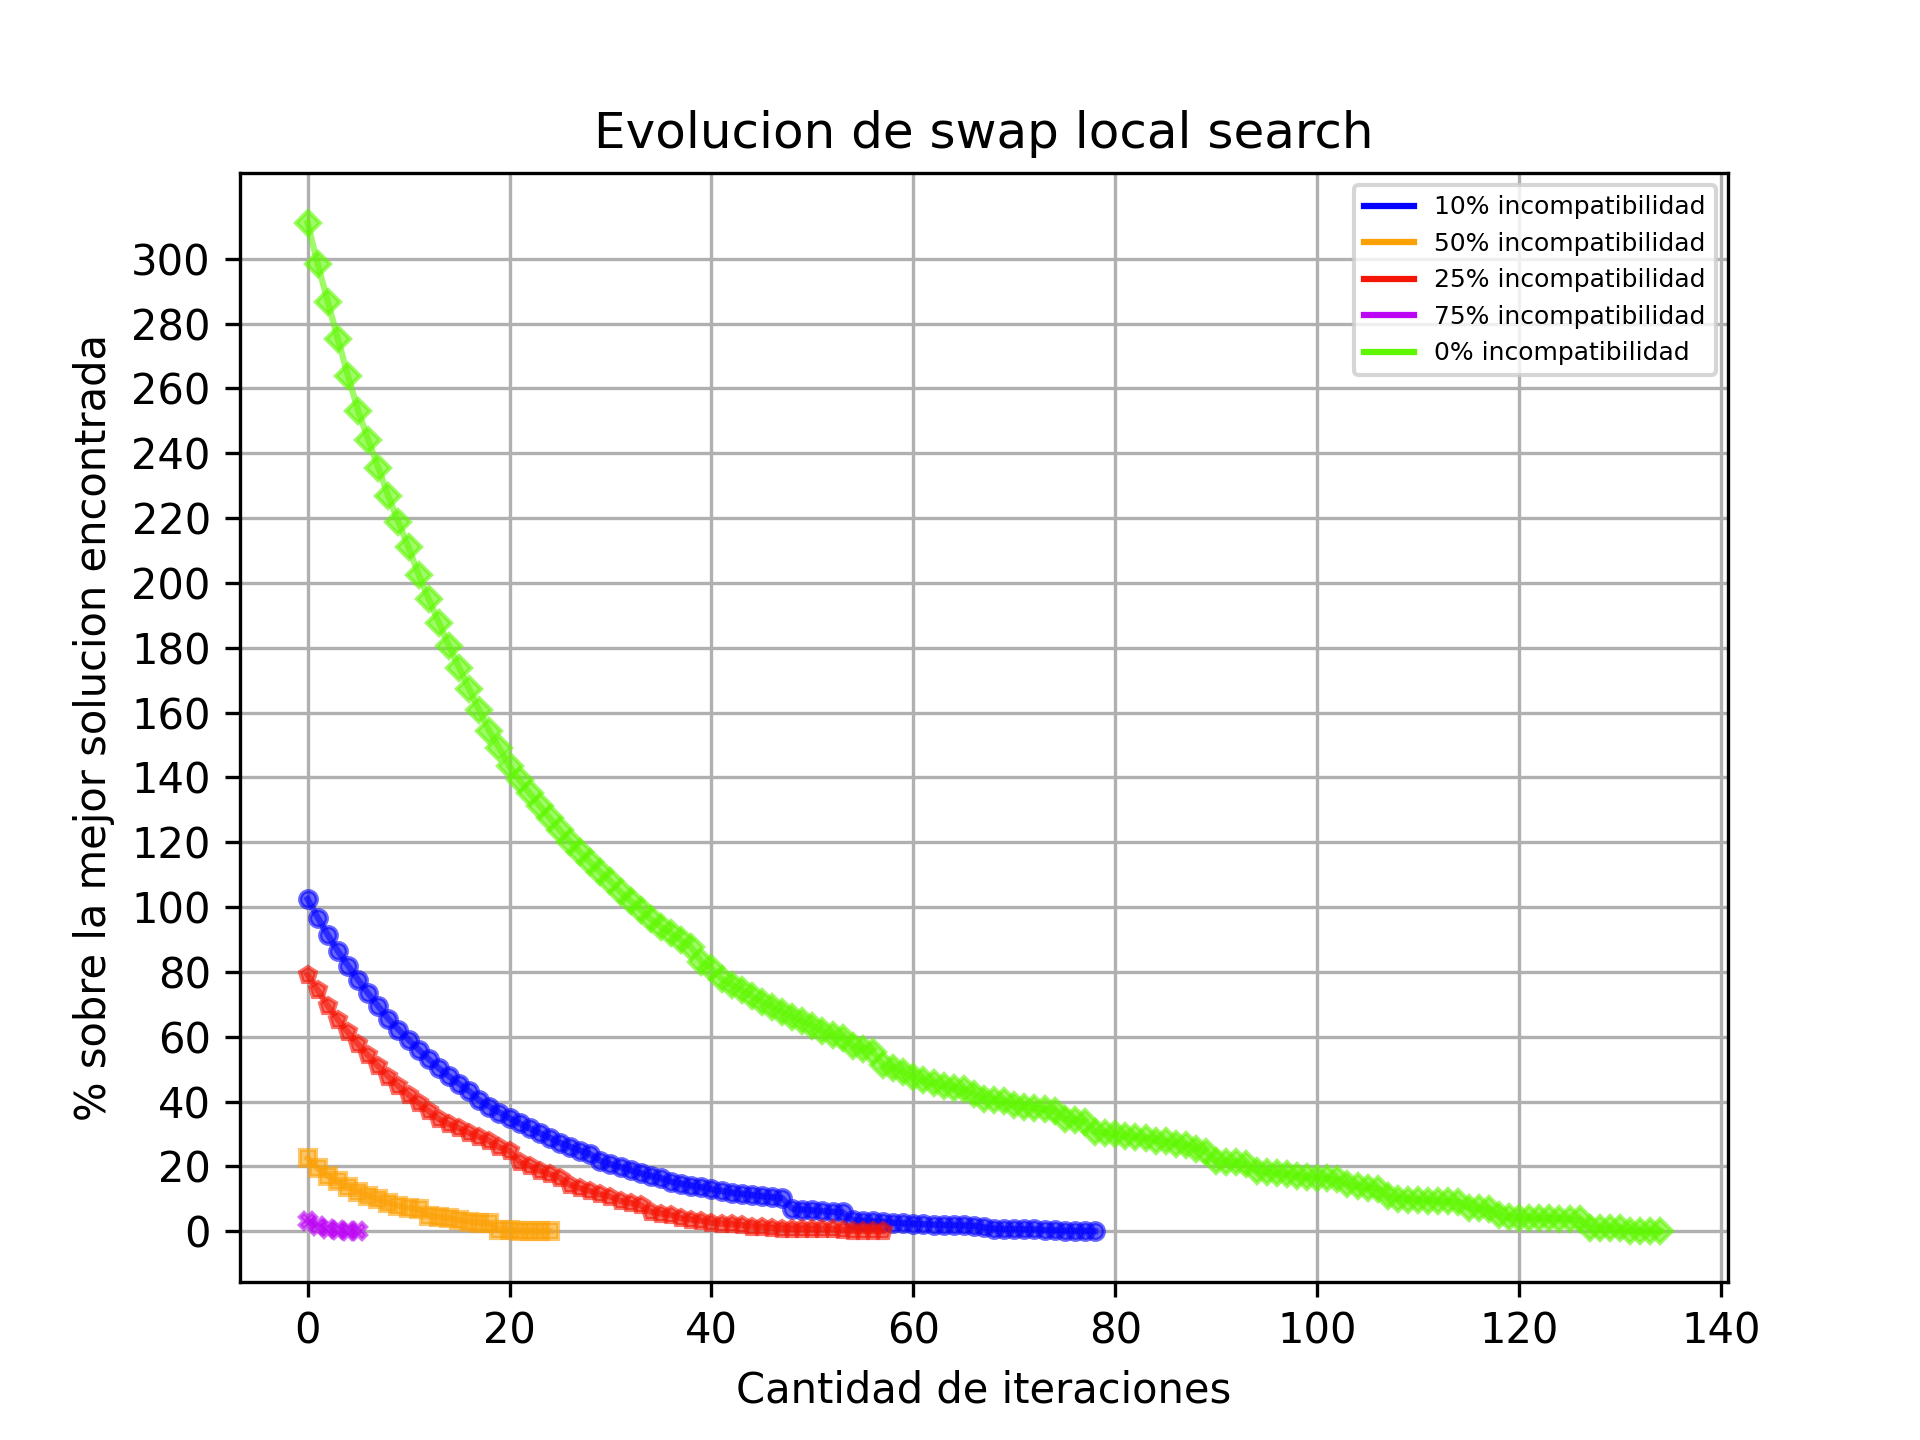 Evolucion de swap local search
10% incompatibilidad
50% incompatibilidad
25% incompatibilidad
75% incompatibilidad
0% incompatibilidad
% sobre la mejor solucion encontrada
300
280
260
240
220
200
180
160
140
120
100
80
60
40
20
0
0 20 40 60 80 100 120 140
Cantidad de iteraciones